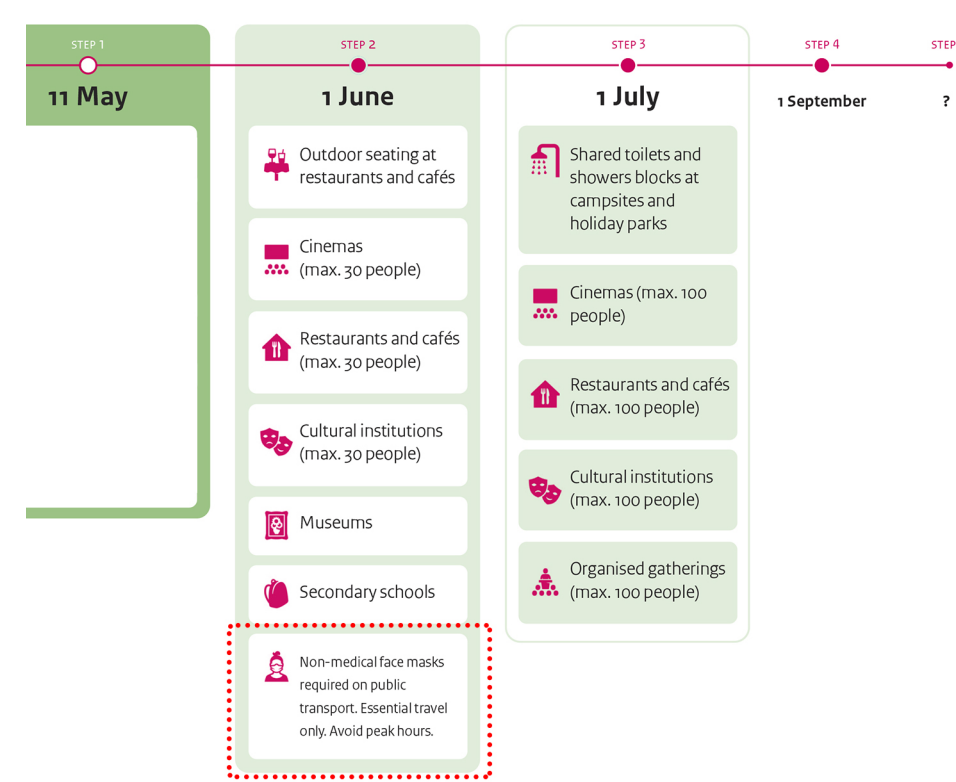 STEP 1
11 May
STEP 2
1 June
Outdoor seating at
restaurants and cafés
Cinemas
(max. 30 people)
Restaurants and cafés
(max. 30 people)
Cultural institutions
(max. 30 people)
Museums
Secondary schools
Non-medical face masks
required on public
transport. Essential travel
only. Avoid peak hours.
STEP 3
1 July
Shared toilets and
showers blocks at
campsites and
holiday parks
Cinemas (max. 100
people)
Restaurants and cafés
(max. 100 people)
Cultural institutions
(max. 100 people)
Organised gatherings
(max. 100 people)
STEP 4
1 September
STEP
?